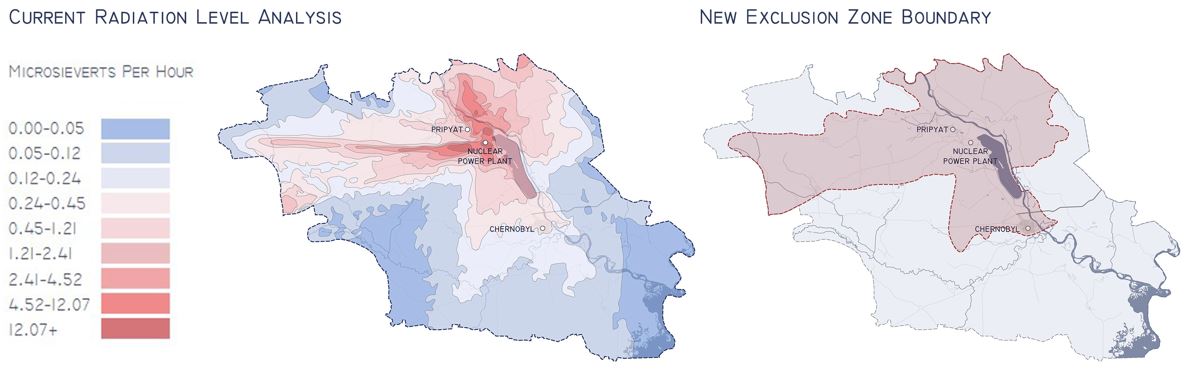 Current Radiation Level Analysis
Microsieverts Per Hour
0.00-0.05
0.05-0.12
0.12-0.24
0.24-0.45
0.45-1.21
1.21-2.41
2.41-4.52
4.52-12.07
12.07+
PRIPYAT
NUCLEAR
POWER PLANT
CHERNOBYL
New Exclusion Zone Boundary
PRIPYAT
NUCLEAR
POWER PLANT
CHERNOBYL